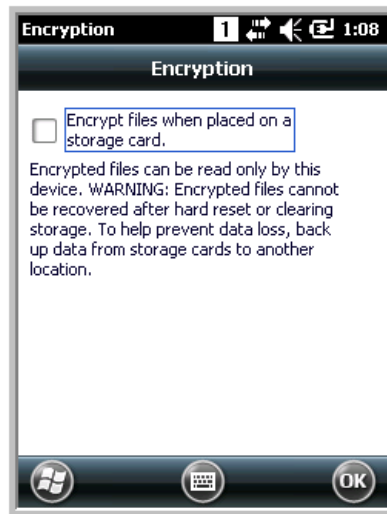 Encryption 1 1:08
Encryption
Encrypt files when placed on a
storage card.
Encrypted files can be read only by this
device. WARNING: Encrypted files cannot
be recovered after hard reset or clearing
storage. To help prevent data loss, back
up data from storage cards to another
location.
OK